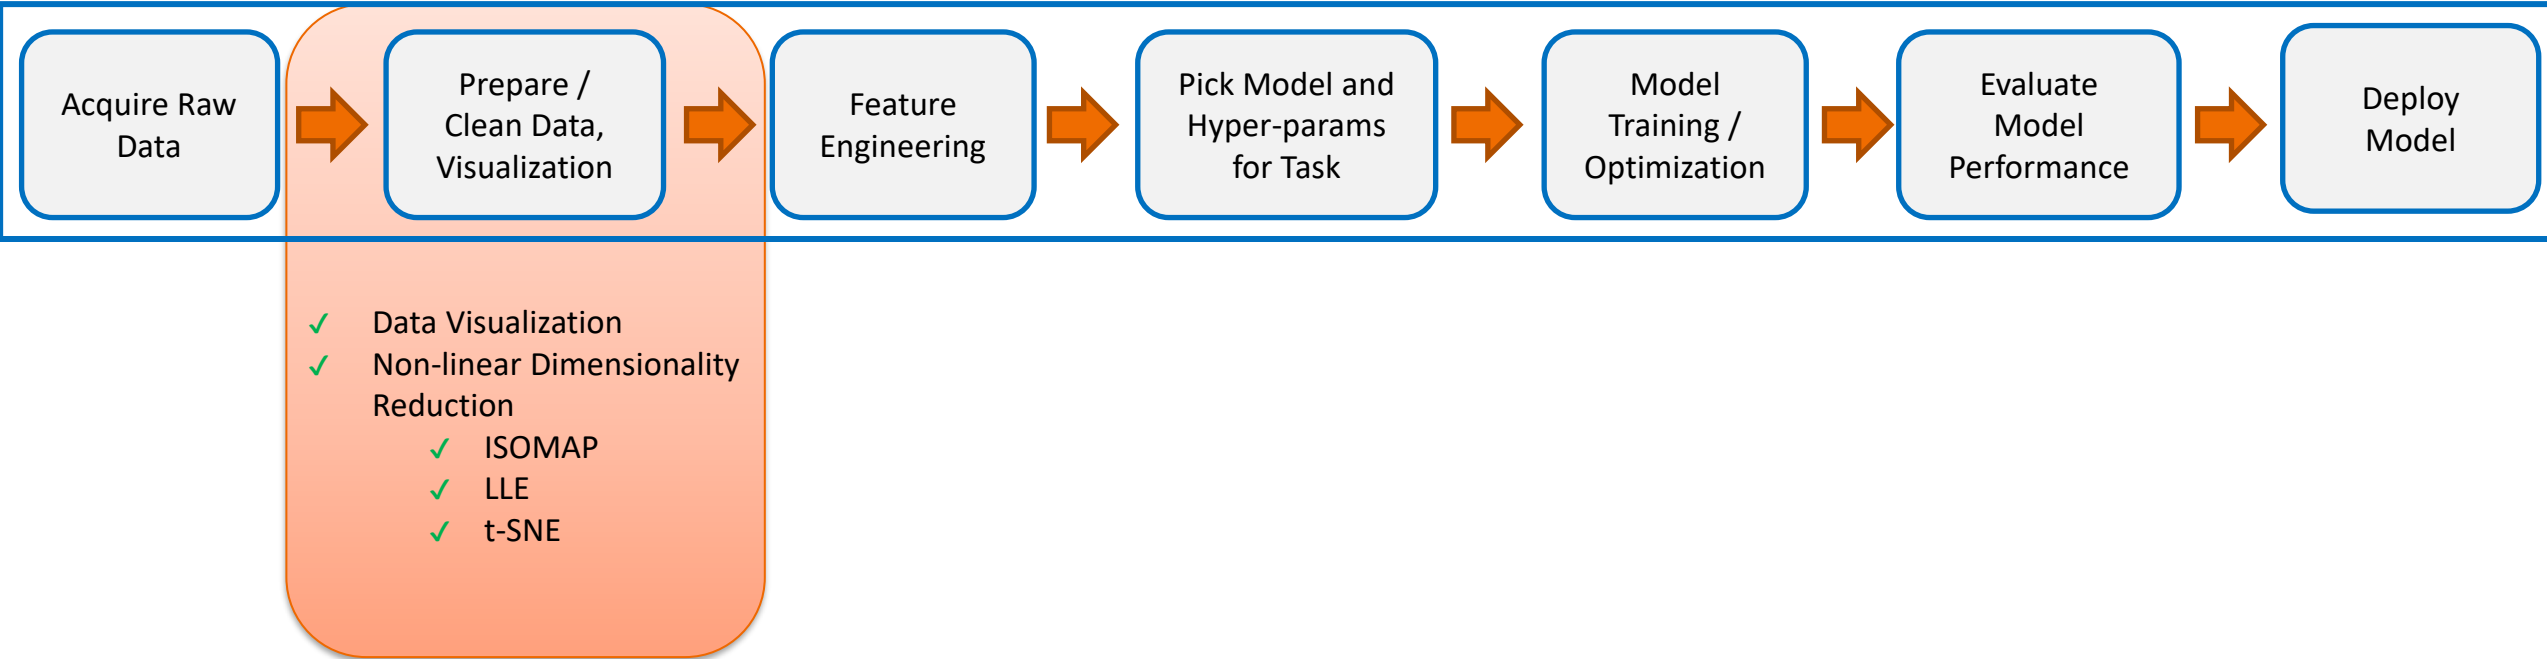 Acquire Raw
Data
Prepare /
Clean Data,
Visualization
Feature
Engineering
Pick Model and
Hyper-params
for Task
Model
Training /
Optimization
Evaluate
Model
Performance
Deploy
Model
✓ Data Visualization
✓ Non-linear Dimensionality
Reduction
✓ ISOMAP
✓ LLE
✓ t-SNE